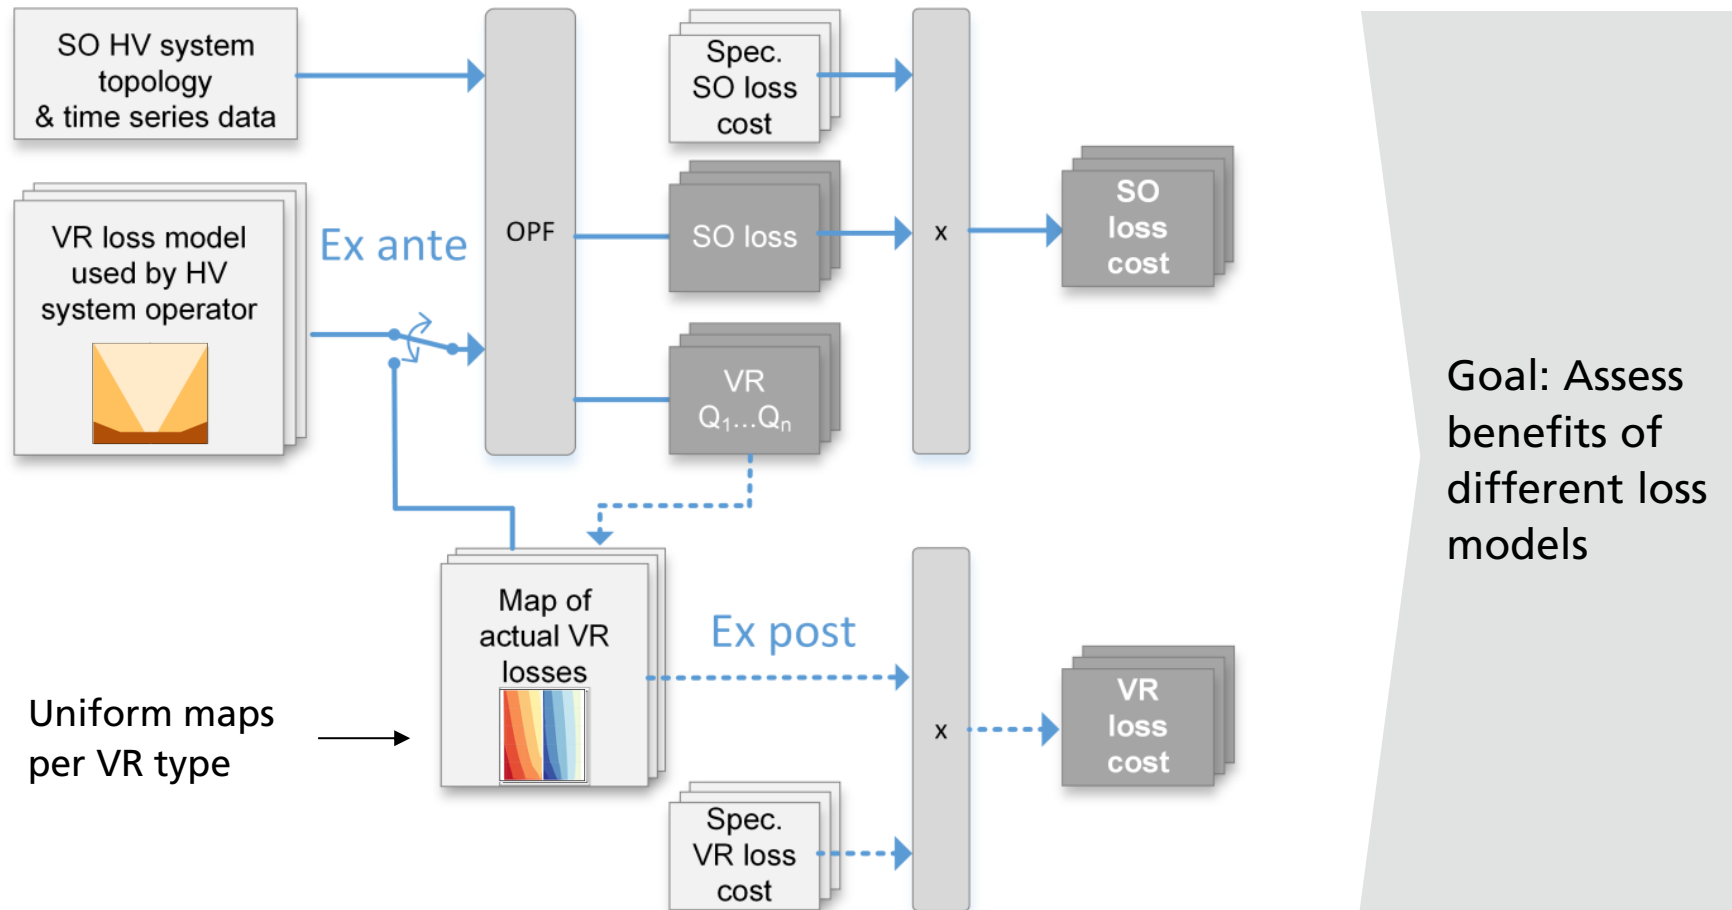 SO HV system
topology
& time series data
VR loss model
used by HV
system operator
Ex ante
OPF
Spec.
SO loss
cost
SO loss
VR
Q₁...Qₙ
x
SO
loss
cost
Map of
actual VR
losses
Ex post
Uniform maps
per VR type
Spec.
VR loss
cost
x
VR
loss
cost
Goal: Assess
benefits of
different loss
models